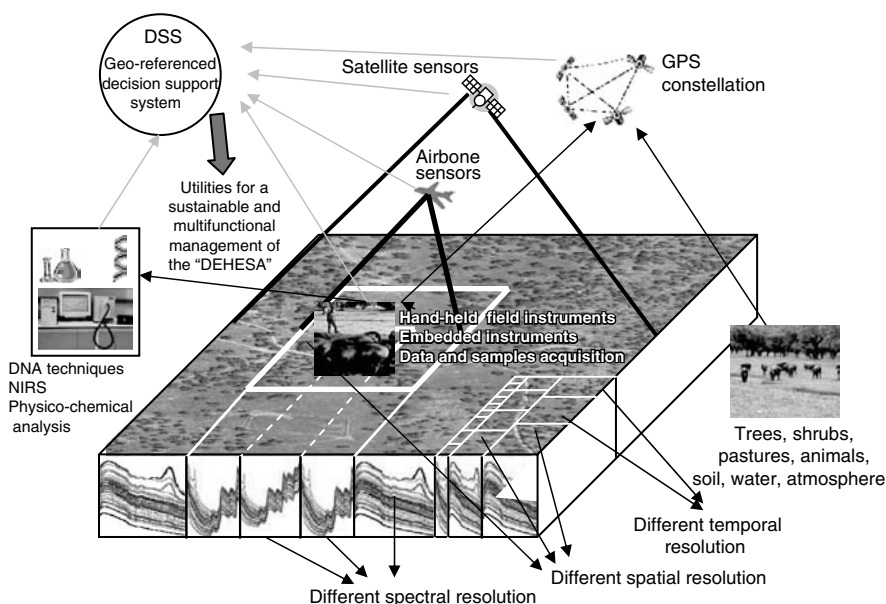 DSS
Geo-referenced
decision support
system
Satellite sensors
GPS
constellation
Airbone
sensors
Utilities for a
sustainable and
multifunctional
management of
the “DEHESA”
Hand-held field instruments
Embedded instruments
Data and samples acquisition
DNA techniques
NIRS
Physico-chemical
analysis
Trees, shrubs,
pastures, animals,
soil, water, atmosphere
Different temporal
resolution
Different spatial resolution
Different spectral resolution